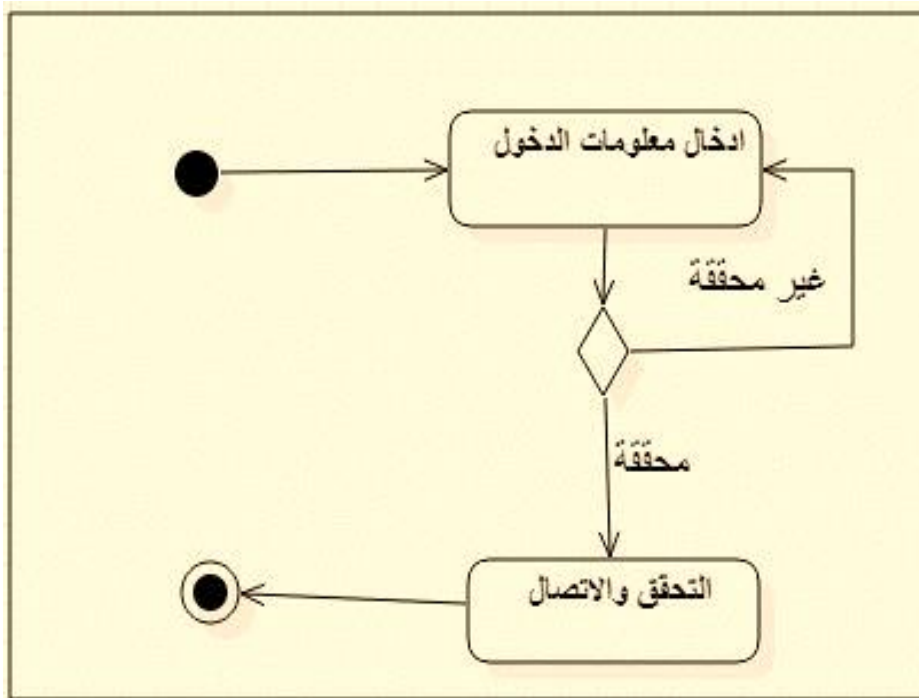 ادخال معلومات الدخول
غير محققة
محققة
التحقق والاتصال